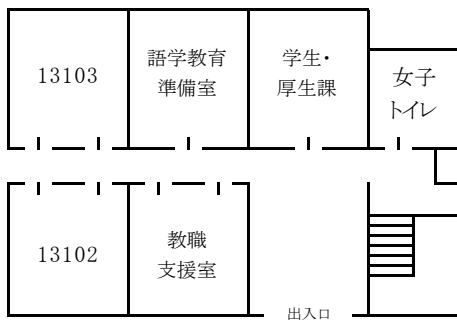 13103
語学教育
準備室
学生・
厚生課
女子
トイレ
13102
教職
支援室
出入口